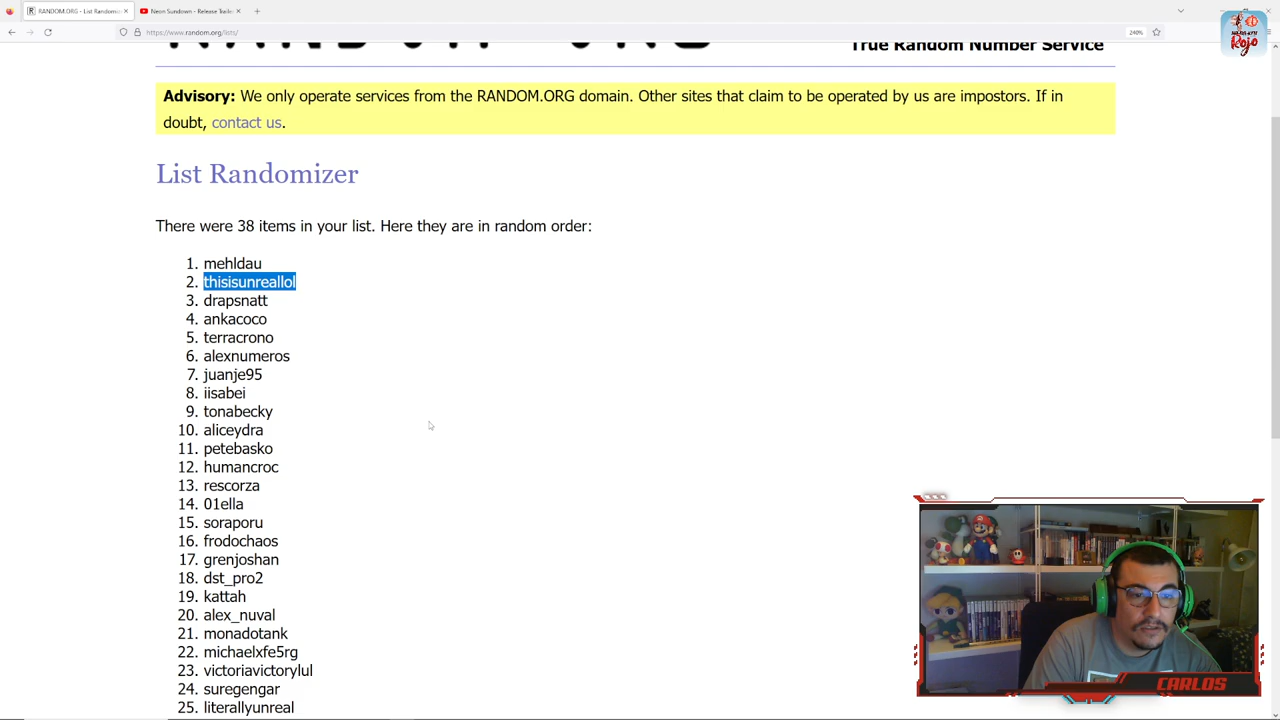 RANDOM.ORG - List Randomiz
Neon Sundown - Release Traile
https://www.random.org/lists/
240%
Rojo
True Random Number Service
Advisory: We only operate services from the RANDOM.ORG domain. Other sites that claim to be operated by us are impostors. If in
doubt, contact us.
List Randomizer
There were 38 items in your list. Here they are in random order:
1. mehldau
2. thisisunreallol
3. drapsnatt
4. ankacoco
5. terracrono
6. alexnumeros
7. juanje95
8. iisabei
9. tonabecky
10. aliceydra
11. petebasko
12. humancroc
13. rescorza
14. 01ella
15. soraporu
16. frodochaos
17. grenjoshan
18. dst_pro2
19. kattah
20. alex_nuval
21. monadotank
22. michaelxfe5rg
23. victoriavictorylul
24. suregengar
25. literallyunreal
CARLOS